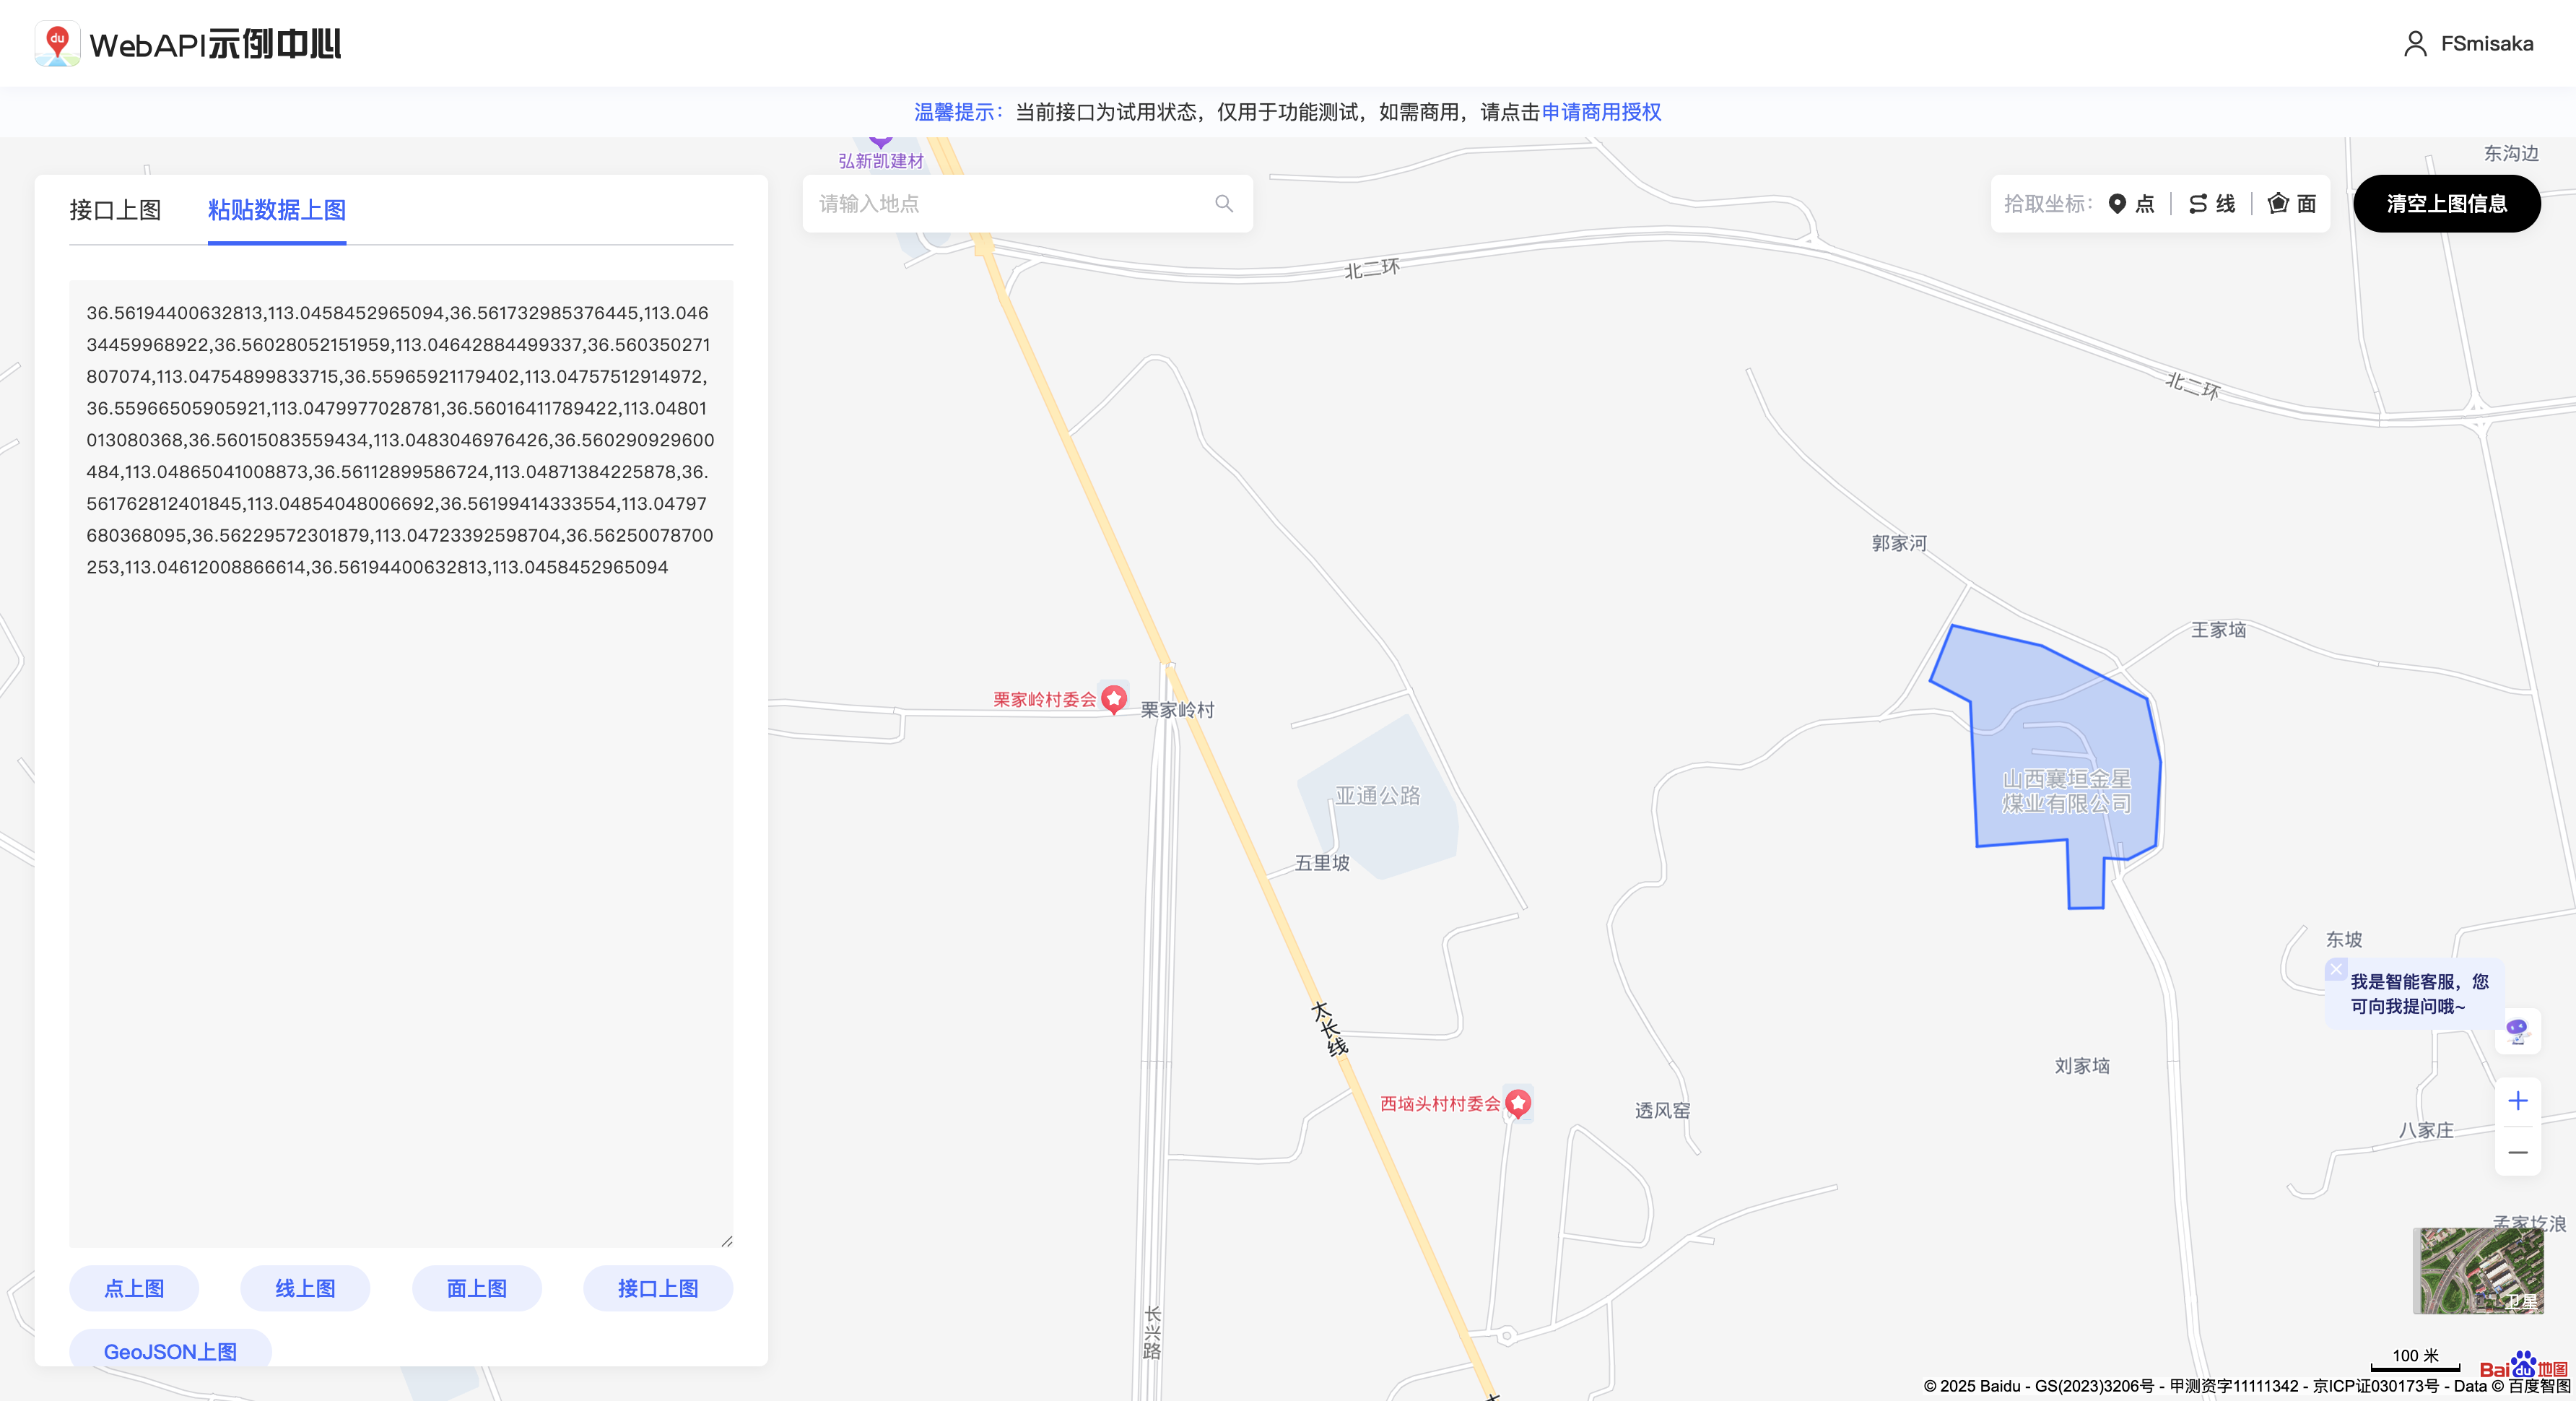 du WebAPI示例中心
FSmisaka
温馨提示：当前接口为试用状态，仅用于功能测试，如需商用，请点击申请商用授权
弘新凯建材
东沟边
接口上图 粘贴数据上图
请输入地点
拾取坐标： 点 线 面
清空上图信息
北二环
北二环
36.56194400632813,113.0458452965094,36.561732985376445,113.046
34459968922,36.56028052151959,113.04642884499337,36.560350271
807074,113.04754899833715,36.55965921179402,113.04757512914972,
36.55966505905921,113.0479977028781,36.56016411789422,113.04801
013080368,36.56015083559434,113.0483046976426,36.560290929600
484,113.04865041008873,36.56112899586724,113.04871384225878,36.
561762812401845,113.04854048006692,36.56199414333554,113.04797
680368095,36.56229572301879,113.04723392598704,36.56250078700
253,113.04612008866614,36.56194400632813,113.0458452965094
郭家河
王家垴
栗家岭村委会
栗家岭村
山西襄垣金星
煤业有限公司
亚通公路
五里坡
东坡
我是智能客服，您
可向我提问哦~
太长线
刘家垴
西垴头村村委会
透风窑
八家庄
孟家圪浪
点上图 线上图 面上图 接口上图
GeoJSON上图
长兴路
卫星
100 米
Bai du 地图
© 2025 Baidu - GS(2023)3206号 - 甲测资字11111342 - 京ICP证030173号 - Data © 百度智图